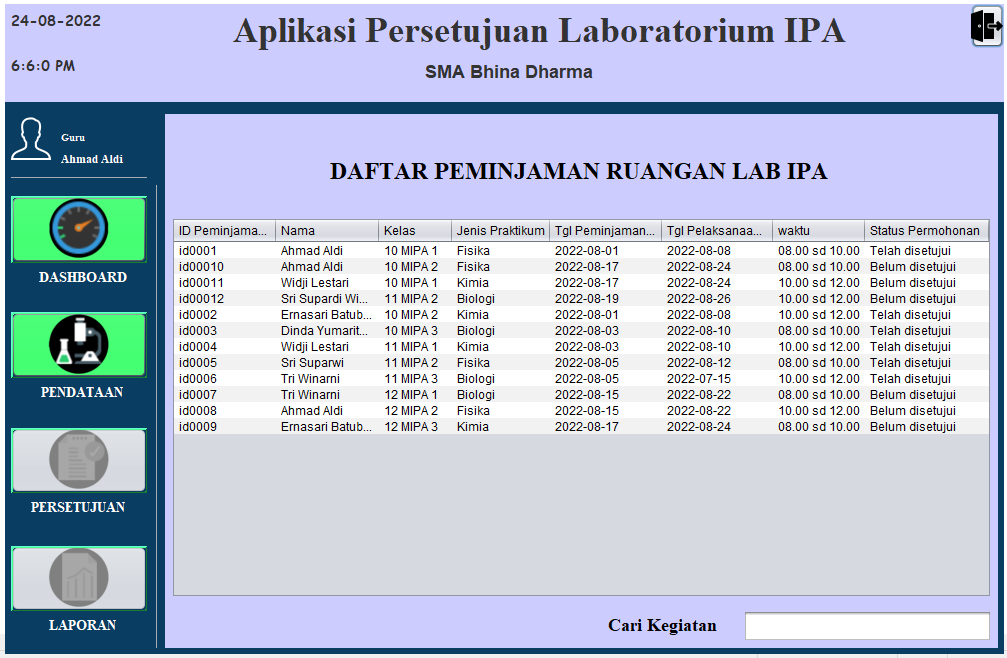 24-08-2022
Aplikasi Persetujuan Laboratorium IPA
6:6:0 PM
SMA Bhina Dharma
Guru
Ahmad Aldi
DASHBOARD
PENDATAAN
PERSETUJUAN
LAPORAN
DAFTAR PEMINJAMAN RUANGAN LAB IPA
ID Peminjama... Nama Kelas Jenis Praktikum Tgl Peminjaman... Tgl Pelaksanaa... waktu Status Permohonan
id0001 Ahmad Aldi 10 MIPA 1 Fisika 2022-08-01 2022-08-08 08.00 sd 10.00 Telah disetujui
id00010 Ahmad Aldi 10 MIPA 2 Fisika 2022-08-17 2022-08-24 08.00 sd 10.00 Belum disetujui
id00011 Widji Lestari 10 MIPA 1 Kimia 2022-08-17 2022-08-24 10.00 sd 12.00 Belum disetujui
id00012 Sri Supardi Wi... 11 MIPA 2 Biologi 2022-08-19 2022-08-26 10.00 sd 12.00 Belum disetujui
id0002 Ernasari Batub... 10 MIPA 2 Kimia 2022-08-01 2022-08-08 10.00 sd 12.00 Telah disetujui
id0003 Dinda Yumarit... 10 MIPA 3 Biologi 2022-08-03 2022-08-10 08.00 sd 10.00 Telah disetujui
id0004 Widji Lestari 11 MIPA 1 Kimia 2022-08-03 2022-08-10 10.00 sd 12.00 Telah disetujui
id0005 Sri Suparwi 11 MIPA 2 Fisika 2022-08-05 2022-08-12 08.00 sd 10.00 Telah disetujui
id0006 Tri Winarni 11 MIPA 3 Biologi 2022-08-05 2022-07-15 10.00 sd 12.00 Telah disetujui
id0007 Tri Winarni 12 MIPA 1 Biologi 2022-08-15 2022-08-22 08.00 sd 10.00 Belum disetujui
id0008 Ahmad Aldi 12 MIPA 2 Fisika 2022-08-15 2022-08-22 10.00 sd 12.00 Belum disetujui
id0009 Ernasari Batub... 12 MIPA 3 Kimia 2022-08-17 2022-08-24 08.00 sd 10.00 Belum disetujui
Cari Kegiatan